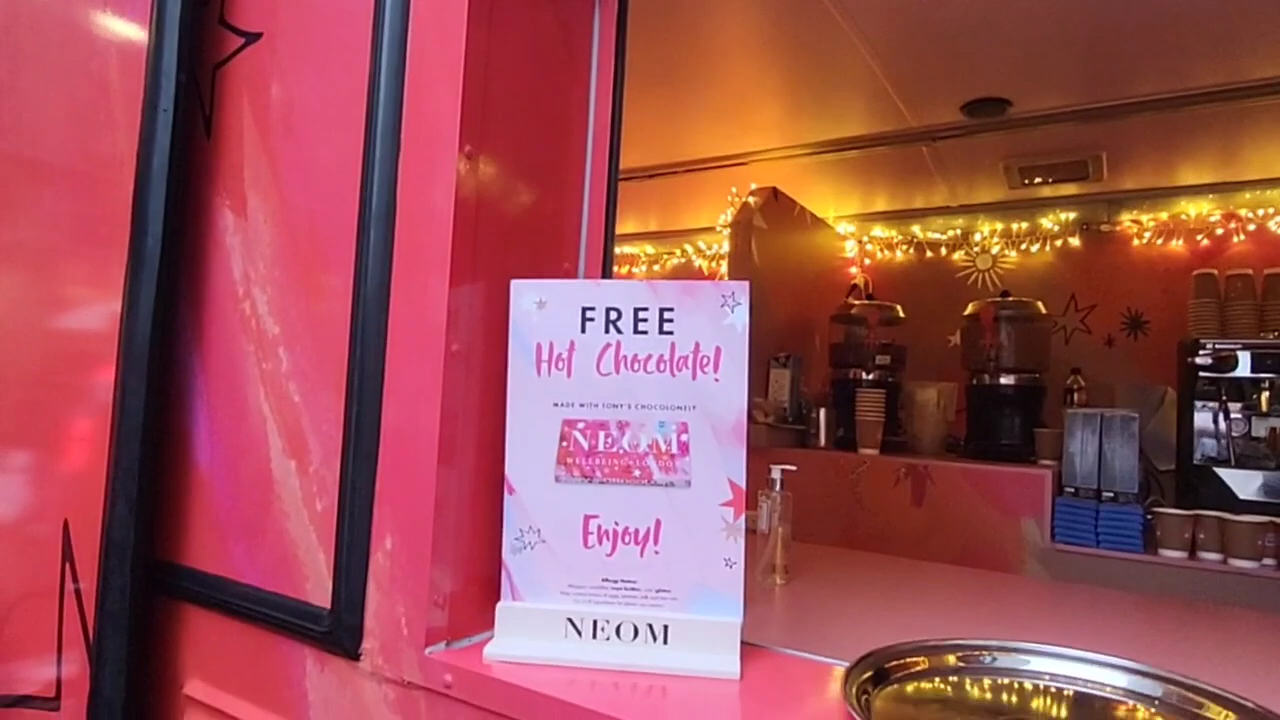 FREE
Hot Chocolate!
MADE WITH TONY'S CHOCOLONELY
NEOM
WELLBEING LONDON
Enjoy!
NEOM